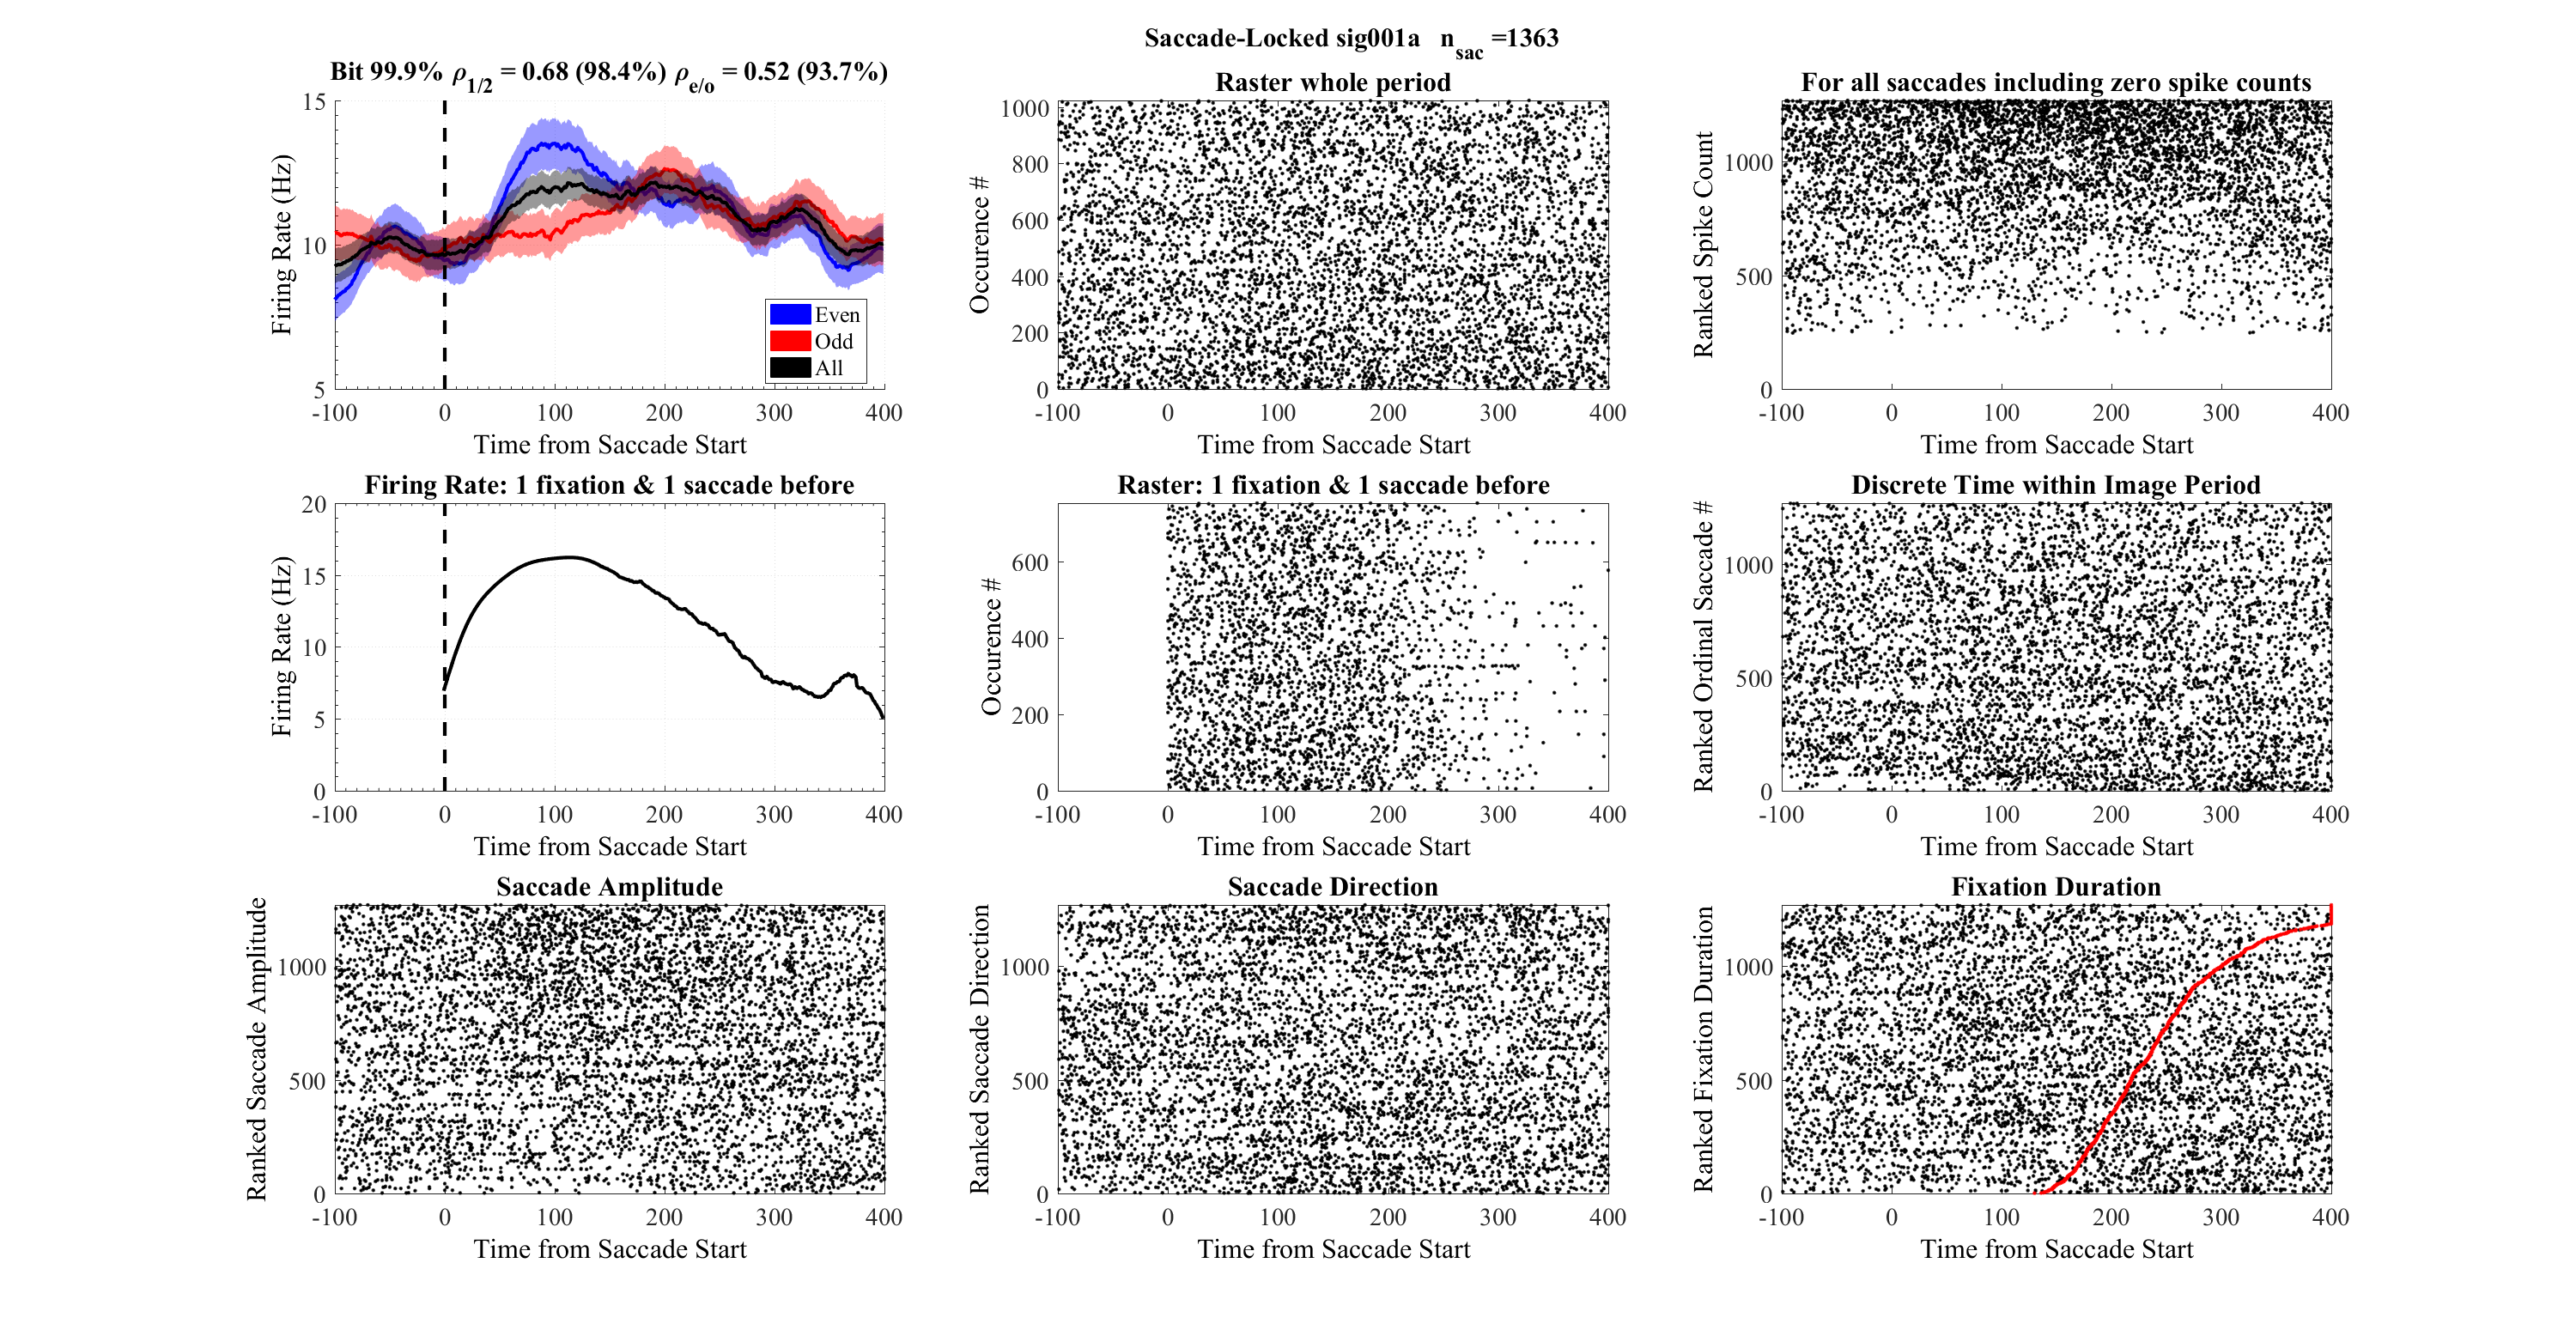 Saccade-Locked sig001a n_sac =1363
Bit 99.9% ρ_1/2 = 0.68 (98.4%) ρ_e/o = 0.52 (93.7%)
Firing Rate (Hz)
15
10
5
-100 0 100 200 300 400
Time from Saccade Start
Even
Odd
All
Raster whole period
Occurence #
1000
800
600
400
200
0
-100 0 100 200 300 400
Time from Saccade Start
For all saccades including zero spike counts
Ranked Spike Count
1000
500
0
-100 0 100 200 300 400
Time from Saccade Start
Firing Rate: 1 fixation & 1 saccade before
Firing Rate (Hz)
20
15
10
5
0
-100 0 100 200 300 400
Time from Saccade Start
Raster: 1 fixation & 1 saccade before
Occurence #
600
400
200
0
-100 0 100 200 300 400
Time from Saccade Start
Discrete Time within Image Period
Ranked Ordinal Saccade #
1000
500
0
-100 0 100 200 300 400
Time from Saccade Start
Saccade Amplitude
Ranked Saccade Amplitude
1000
500
0
-100 0 100 200 300 400
Time from Saccade Start
Saccade Direction
Ranked Saccade Direction
1000
500
0
-100 0 100 200 300 400
Time from Saccade Start
Fixation Duration
Ranked Fixation Duration
1000
500
0
-100 0 100 200 300 400
Time from Saccade Start